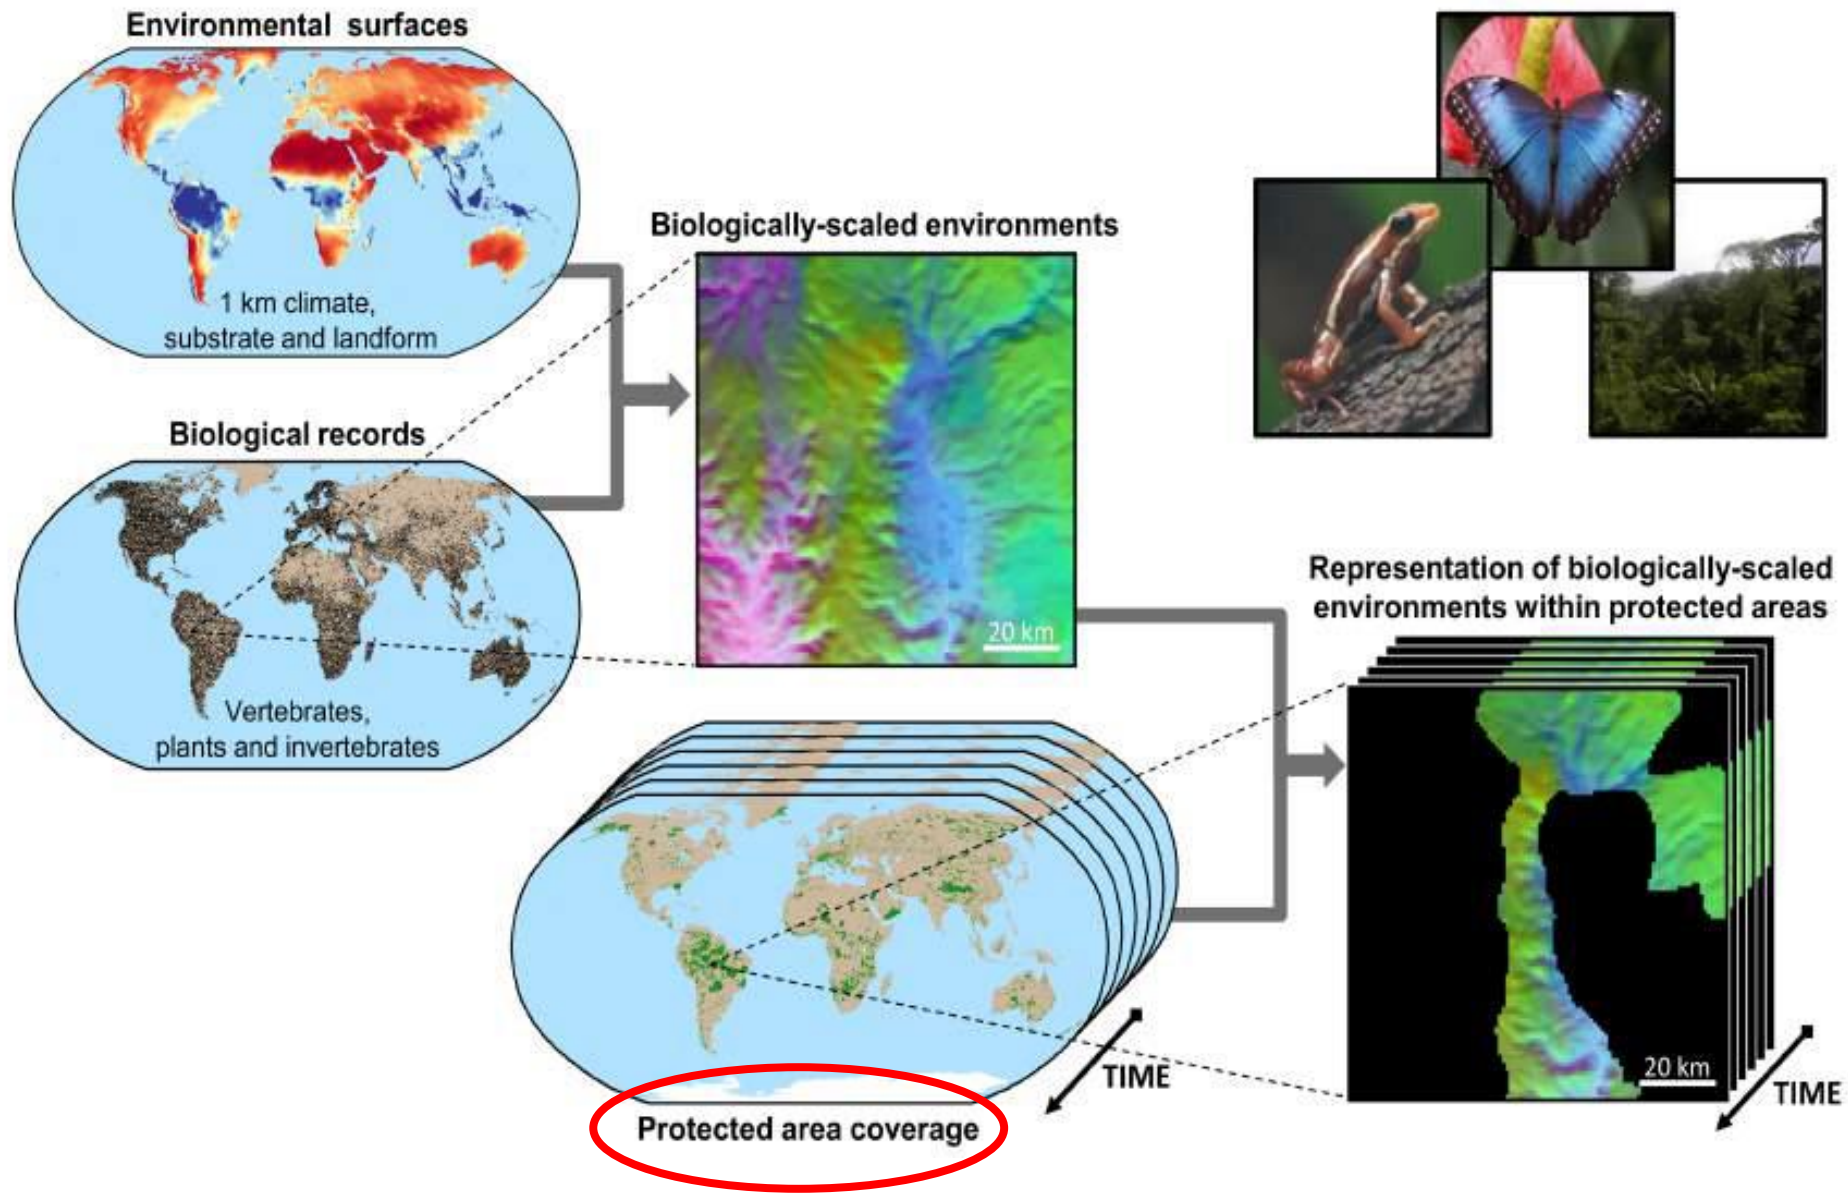 Environmental surfaces
1 km climate,
substrate and landform
Biological records
Vertebrates,
plants and invertebrates
Biologically-scaled environments
20 km
Protected area coverage
TIME
Representation of biologically-scaled
environments within protected areas
20 km
TIME